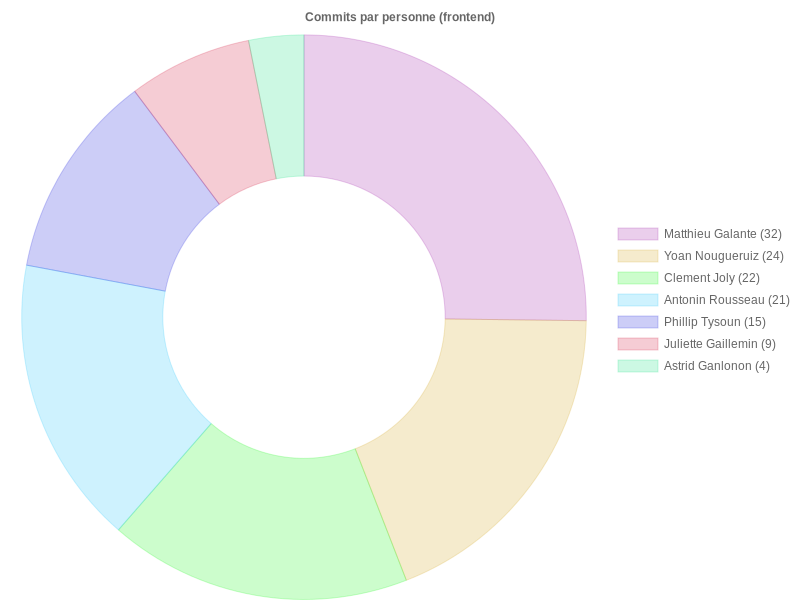 Commits par personne (frontend)
Matthieu Galante (32)
Yoan Nougueruiz (24)
Clement Joly (22)
Antonin Rousseau (21)
Phillip Tysoun (15)
Juliette Gaillemin (9)
Astrid Ganlonon (4)